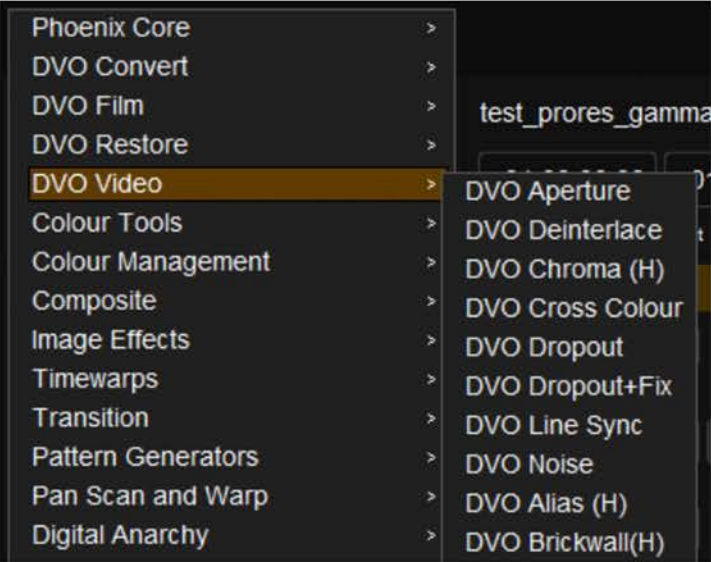 Phoenix Core >
DVO Convert >
DVO Film >
DVO Restore >
DVO Video >
Colour Tools >
Colour Management >
Composite >
Image Effects >
Timewarps >
Transition >
Pattern Generators >
Pan Scan and Warp >
Digital Anarchy >
test_prores_gamma
DVO Aperture
DVO Deinterlace
DVO Chroma (H)
DVO Cross Colour
DVO Dropout
DVO Dropout+Fix
DVO Line Sync
DVO Noise
DVO Alias (H)
DVO Brickwall(H)